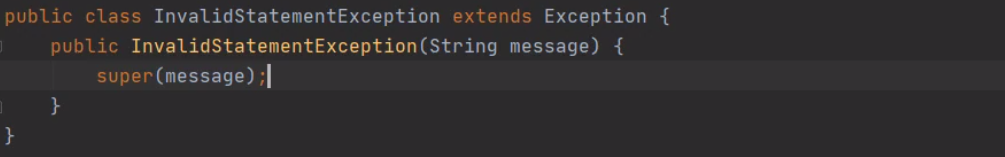 public class InvalidStatementException extends Exception {
    public InvalidStatementException(String message) {
        super(message);
    }
}